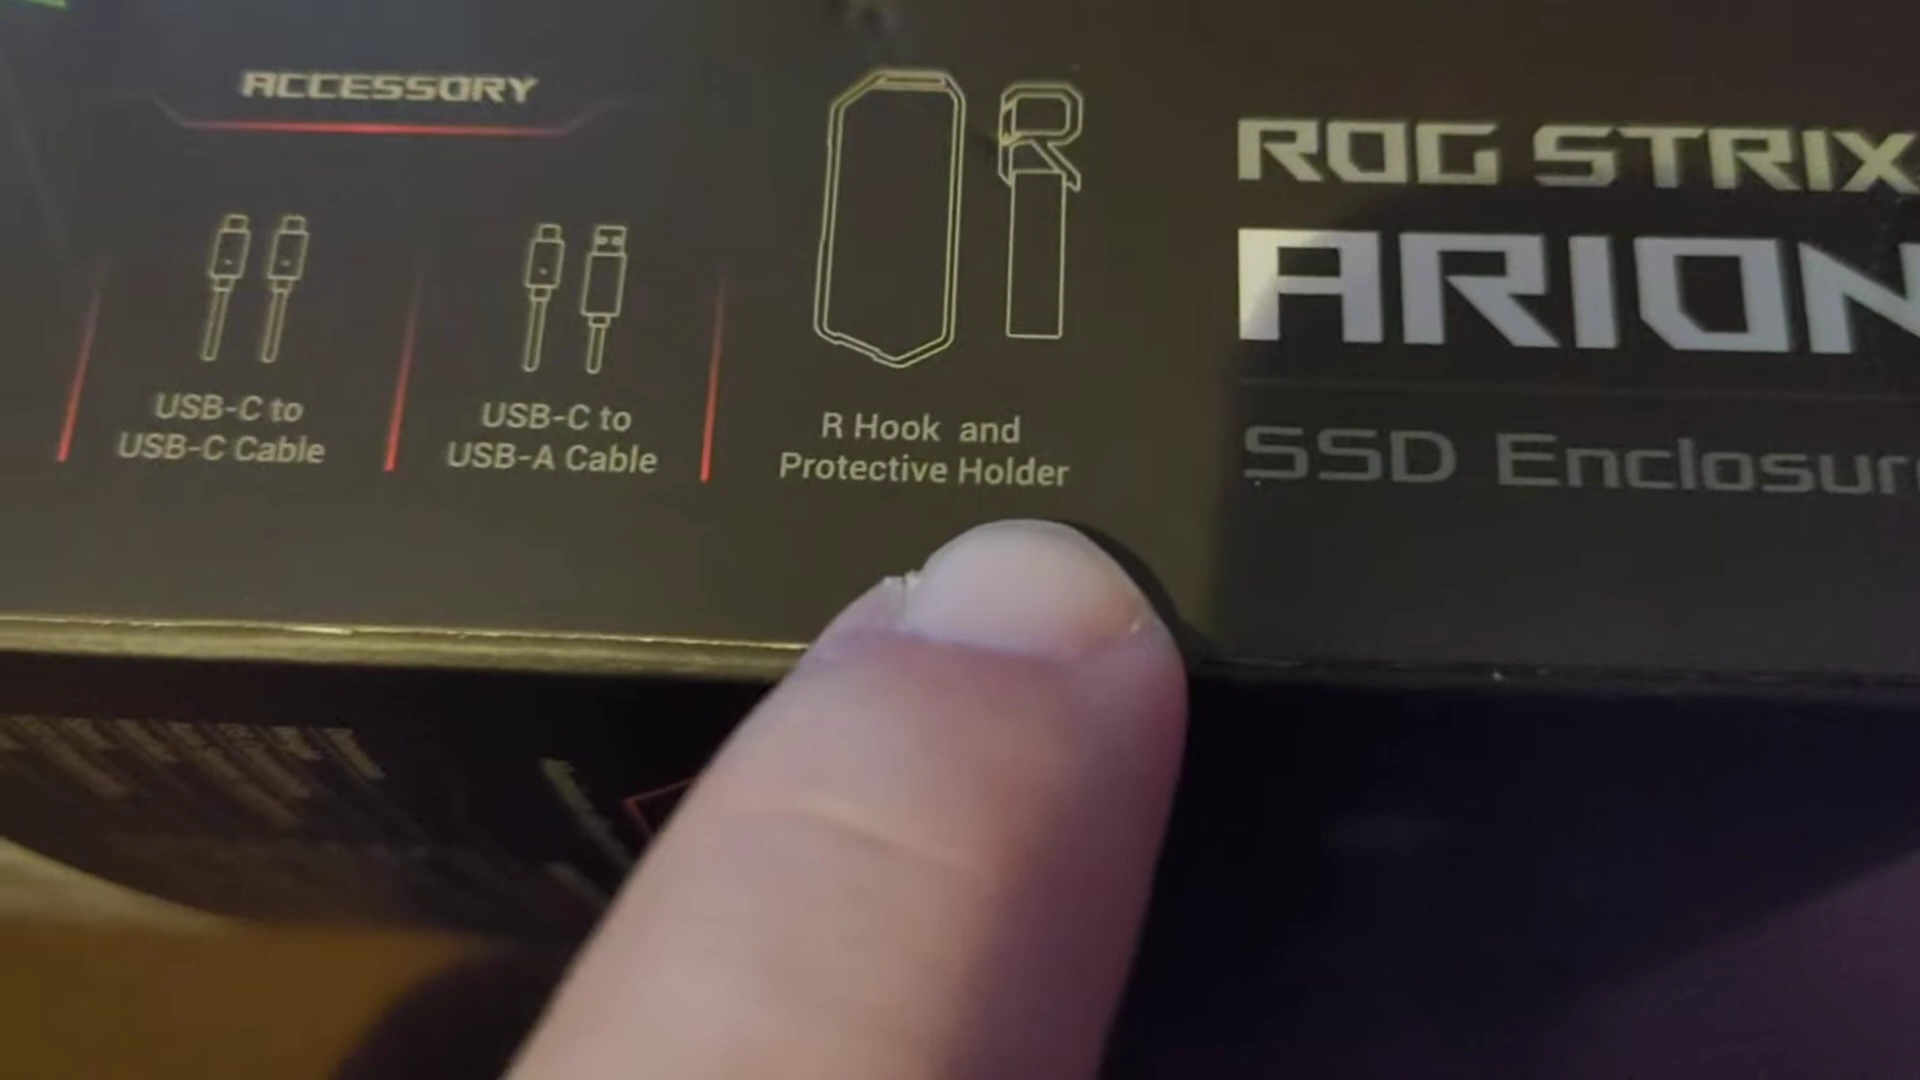 ACCESSORY
USB-C to
USB-C Cable
USB-C to
USB-A Cable
R Hook and
Protective Holder
ROG STRIX
ARION
SSD Enclosure